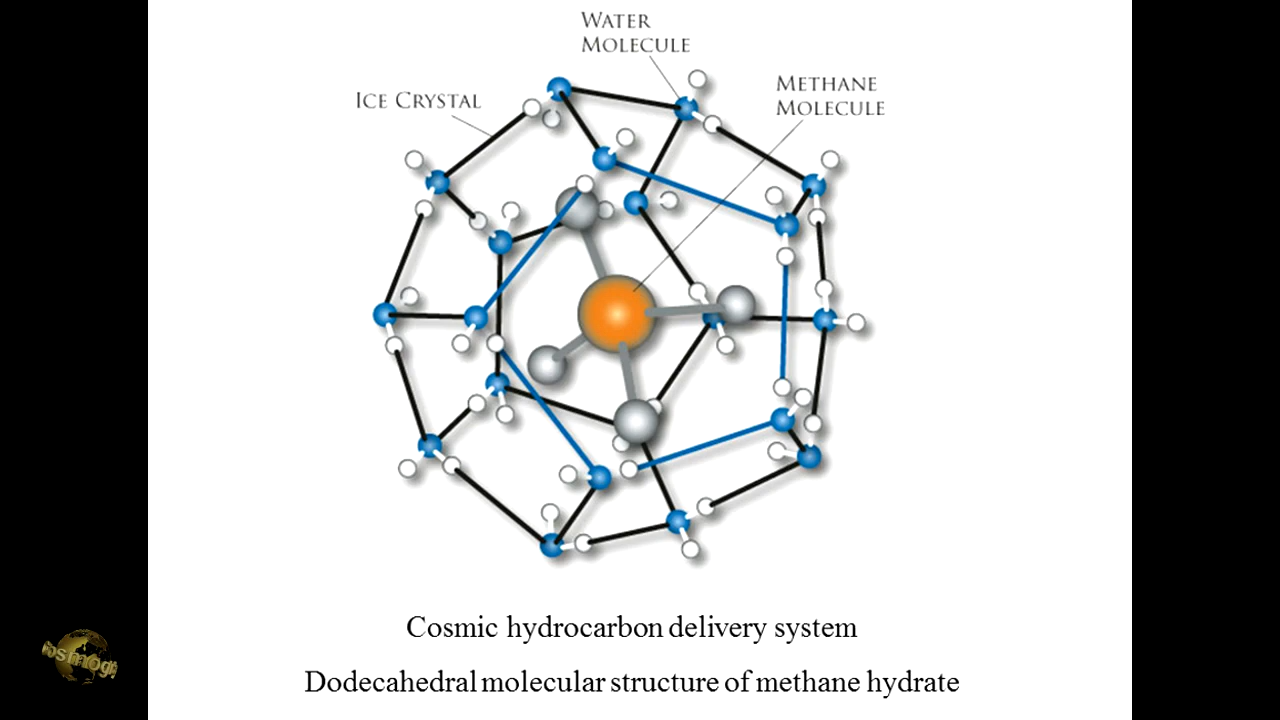 WATER
MOLECULE
METHANE
MOLECULE
ICE CRYSTAL
Cosmic hydrocarbon delivery system
Dodecahedral molecular structure of methane hydrate